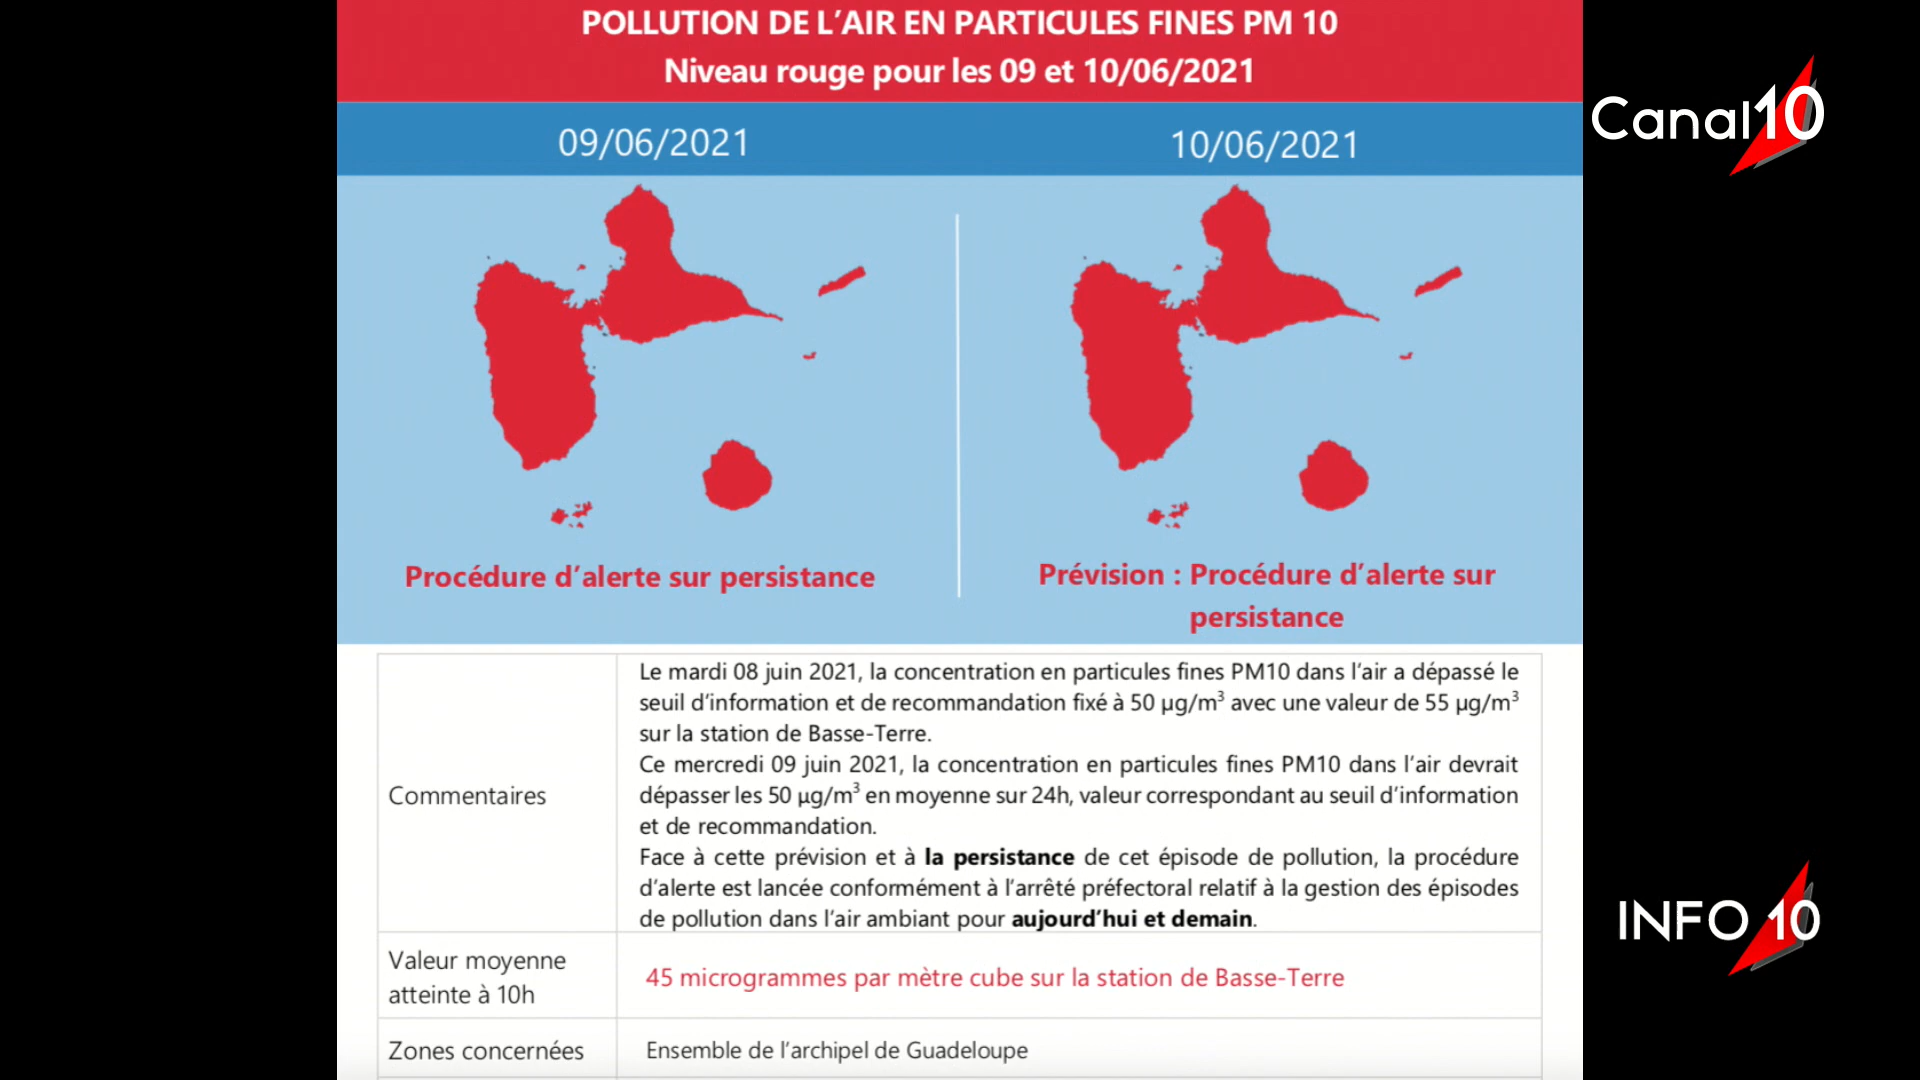 POLLUTION DE L’AIR EN PARTICULES FINES PM 10
Niveau rouge pour les 09 et 10/06/2021
Canal10
09/06/2021
10/06/2021
Procédure d’alerte sur persistance
Prévision : Procédure d’alerte sur
persistance
Commentaires
Le mardi 08 juin 2021, la concentration en particules fines PM10 dans l’air a dépassé le
seuil d’information et de recommandation fixé à 50 µg/m³ avec une valeur de 55 µg/m³
sur la station de Basse-Terre.
Ce mercredi 09 juin 2021, la concentration en particules fines PM10 dans l’air devrait
dépasser les 50 µg/m³ en moyenne sur 24h, valeur correspondant au seuil d’information
et de recommandation.
Face à cette prévision et à la persistance de cet épisode de pollution, la procédure
d’alerte est lancée conformément à l’arrêté préfectoral relatif à la gestion des épisodes
de pollution dans l’air ambiant pour aujourd’hui et demain.
INFO 10
Valeur moyenne
atteinte à 10h
45 microgrammes par mètre cube sur la station de Basse-Terre
Zones concernées
Ensemble de l’archipel de Guadeloupe